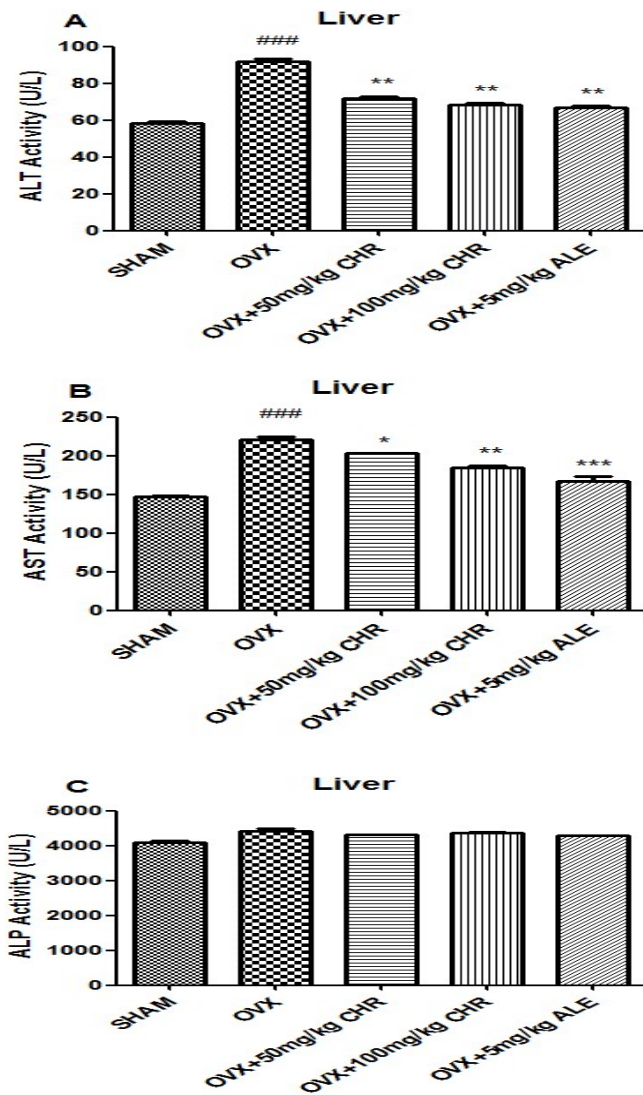 A
Liver
ALT Activity (U/L)
100
80
60
40
20
0
###
**
**
**
SHAM
OVX
OVX+50mg/kg CHR
OVX+100mg/kg CHR
OVX+5mg/kg ALE
B
Liver
AST Activity (U/L)
250
200
150
100
50
0
###
*
**
***
SHAM
OVX
OVX+50mg/kg CHR
OVX+100mg/kg CHR
OVX+5mg/kg ALE
C
Liver
ALP Activity (U/L)
5000
4000
3000
2000
1000
0
SHAM
OVX
OVX+50mg/kg CHR
OVX+100mg/kg CHR
OVX+5mg/kg ALE